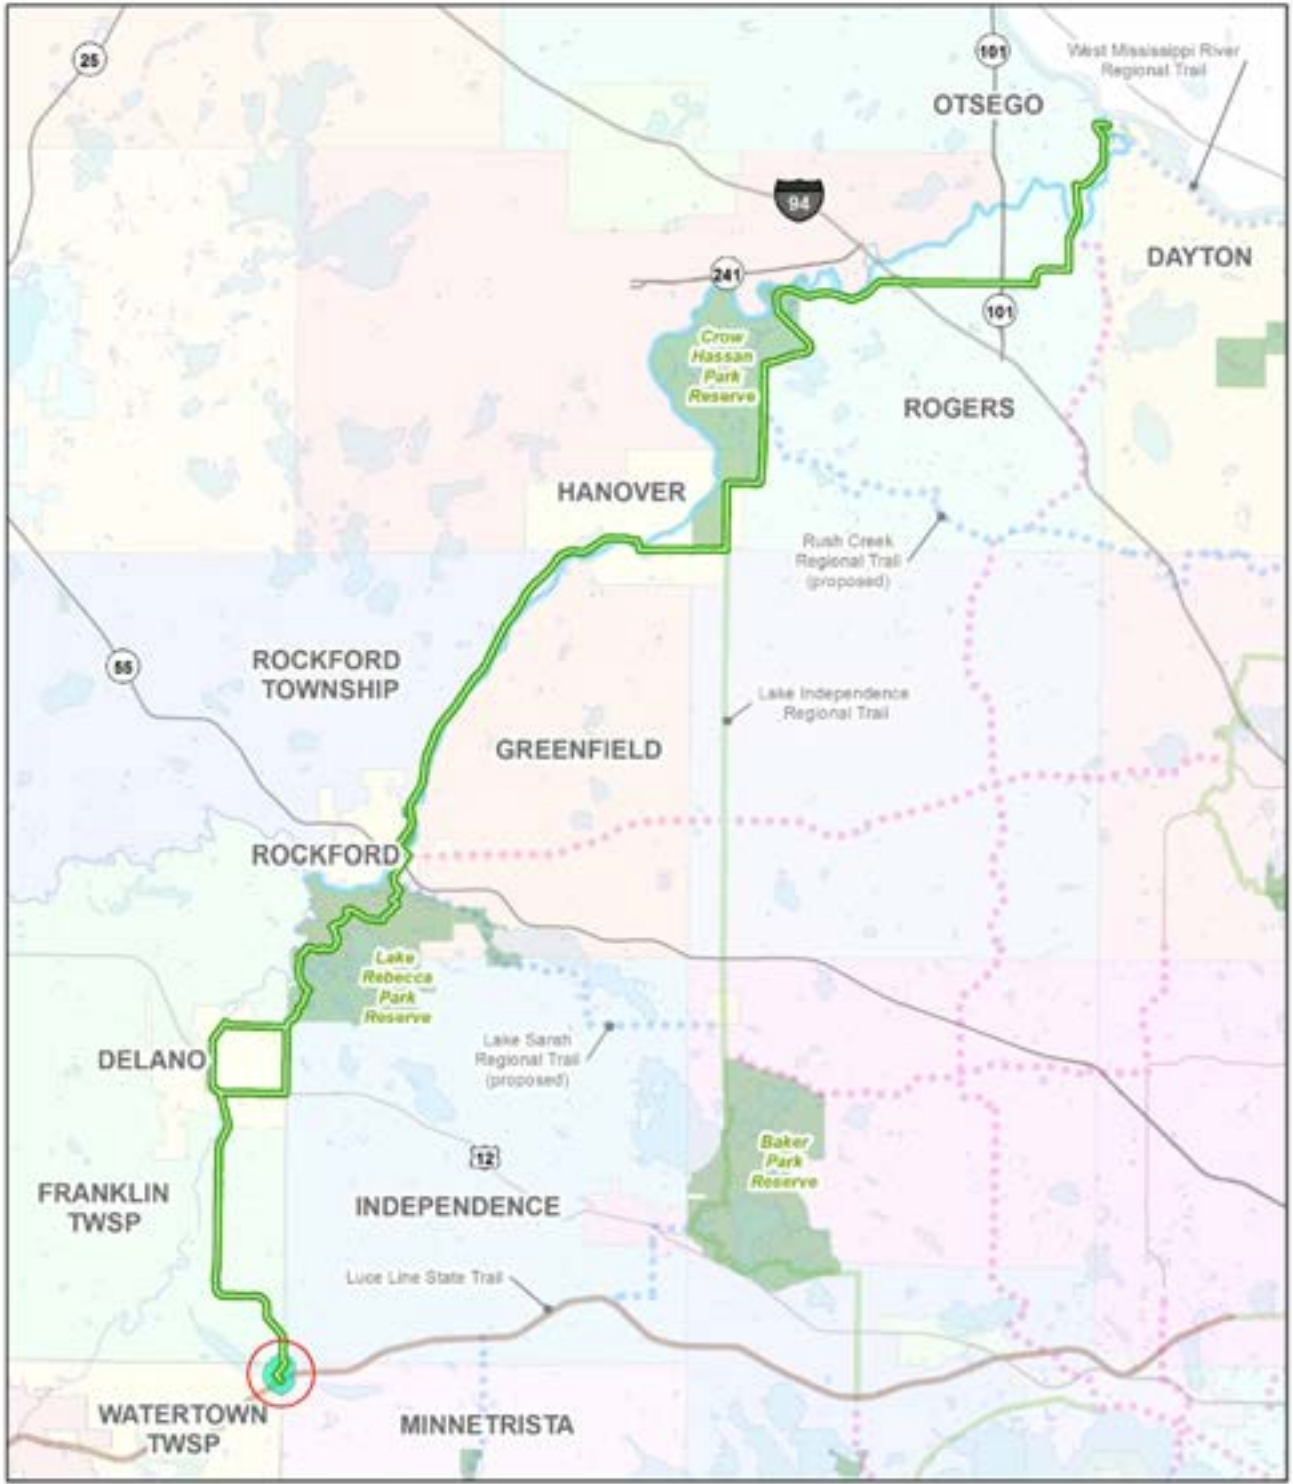 25
101
West Mississippi River
Regional Trail
OTSEGO
94
DAYTON
241
101
Crow
Hassan
Park
Reserve
ROGERS
HANOVER
Rush Creek
Regional Trail
(proposed)
ROCKFORD
TOWNSHIP
55
Lake Independence
Regional Trail
GREENFIELD
ROCKFORD
Lake
Rebecca
Park
Reserve
Lake Sarah
Regional Trail
(proposed)
DELANO
Baker
Park
Reserve
12
FRANKLIN
TWSP
INDEPENDENCE
Luce Line State Trail
WATERTOWN
TWSP
MINNETRISTA